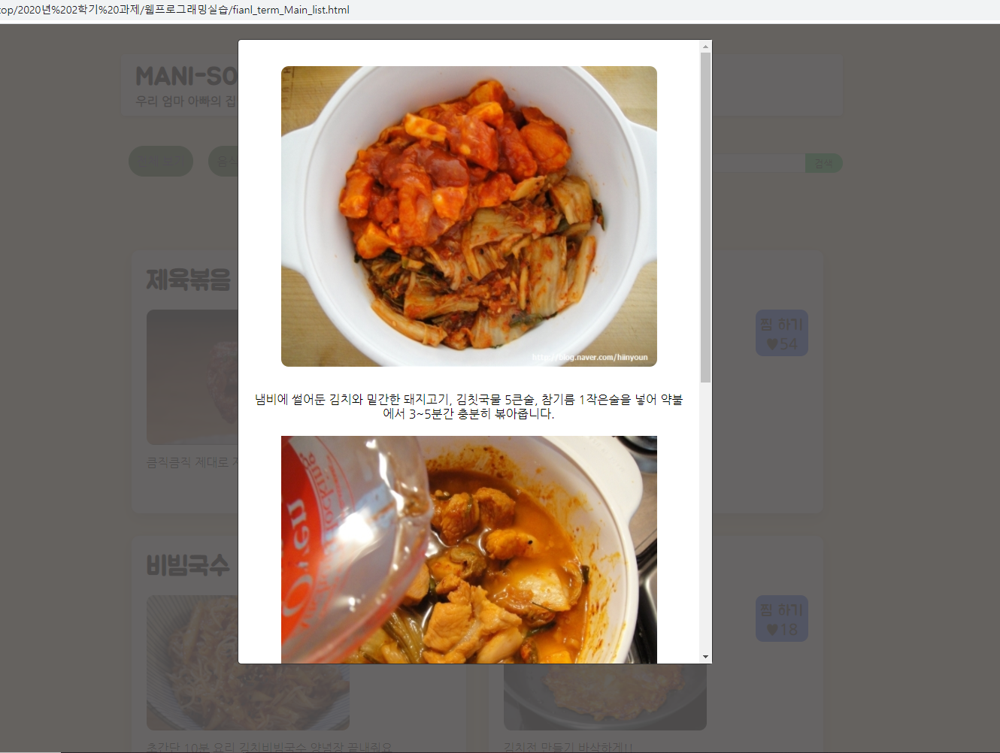 top/2020년%202학기%20과제/웹프로그래밍실습/fianl_term_Main_list.html
MANI-SO
우리 엄마 아빠의 집
음식
검색
제육볶음
http://blog.naver.com/hiinyoun
찜 하기
♥54
냄비에 썰어둔 김치와 밑간한 돼지고기, 김칫국물 5큰술, 참기름 1작은술을 넣어 약불
에서 3~5분간 충분히 볶아줍니다.
큼직큼직 제대로
비빔국수
찜 하기
♥18
초간단 10분 요리 김치비빔국수 양념장 끝내줘요
김치전 만들기 바삭하게!!